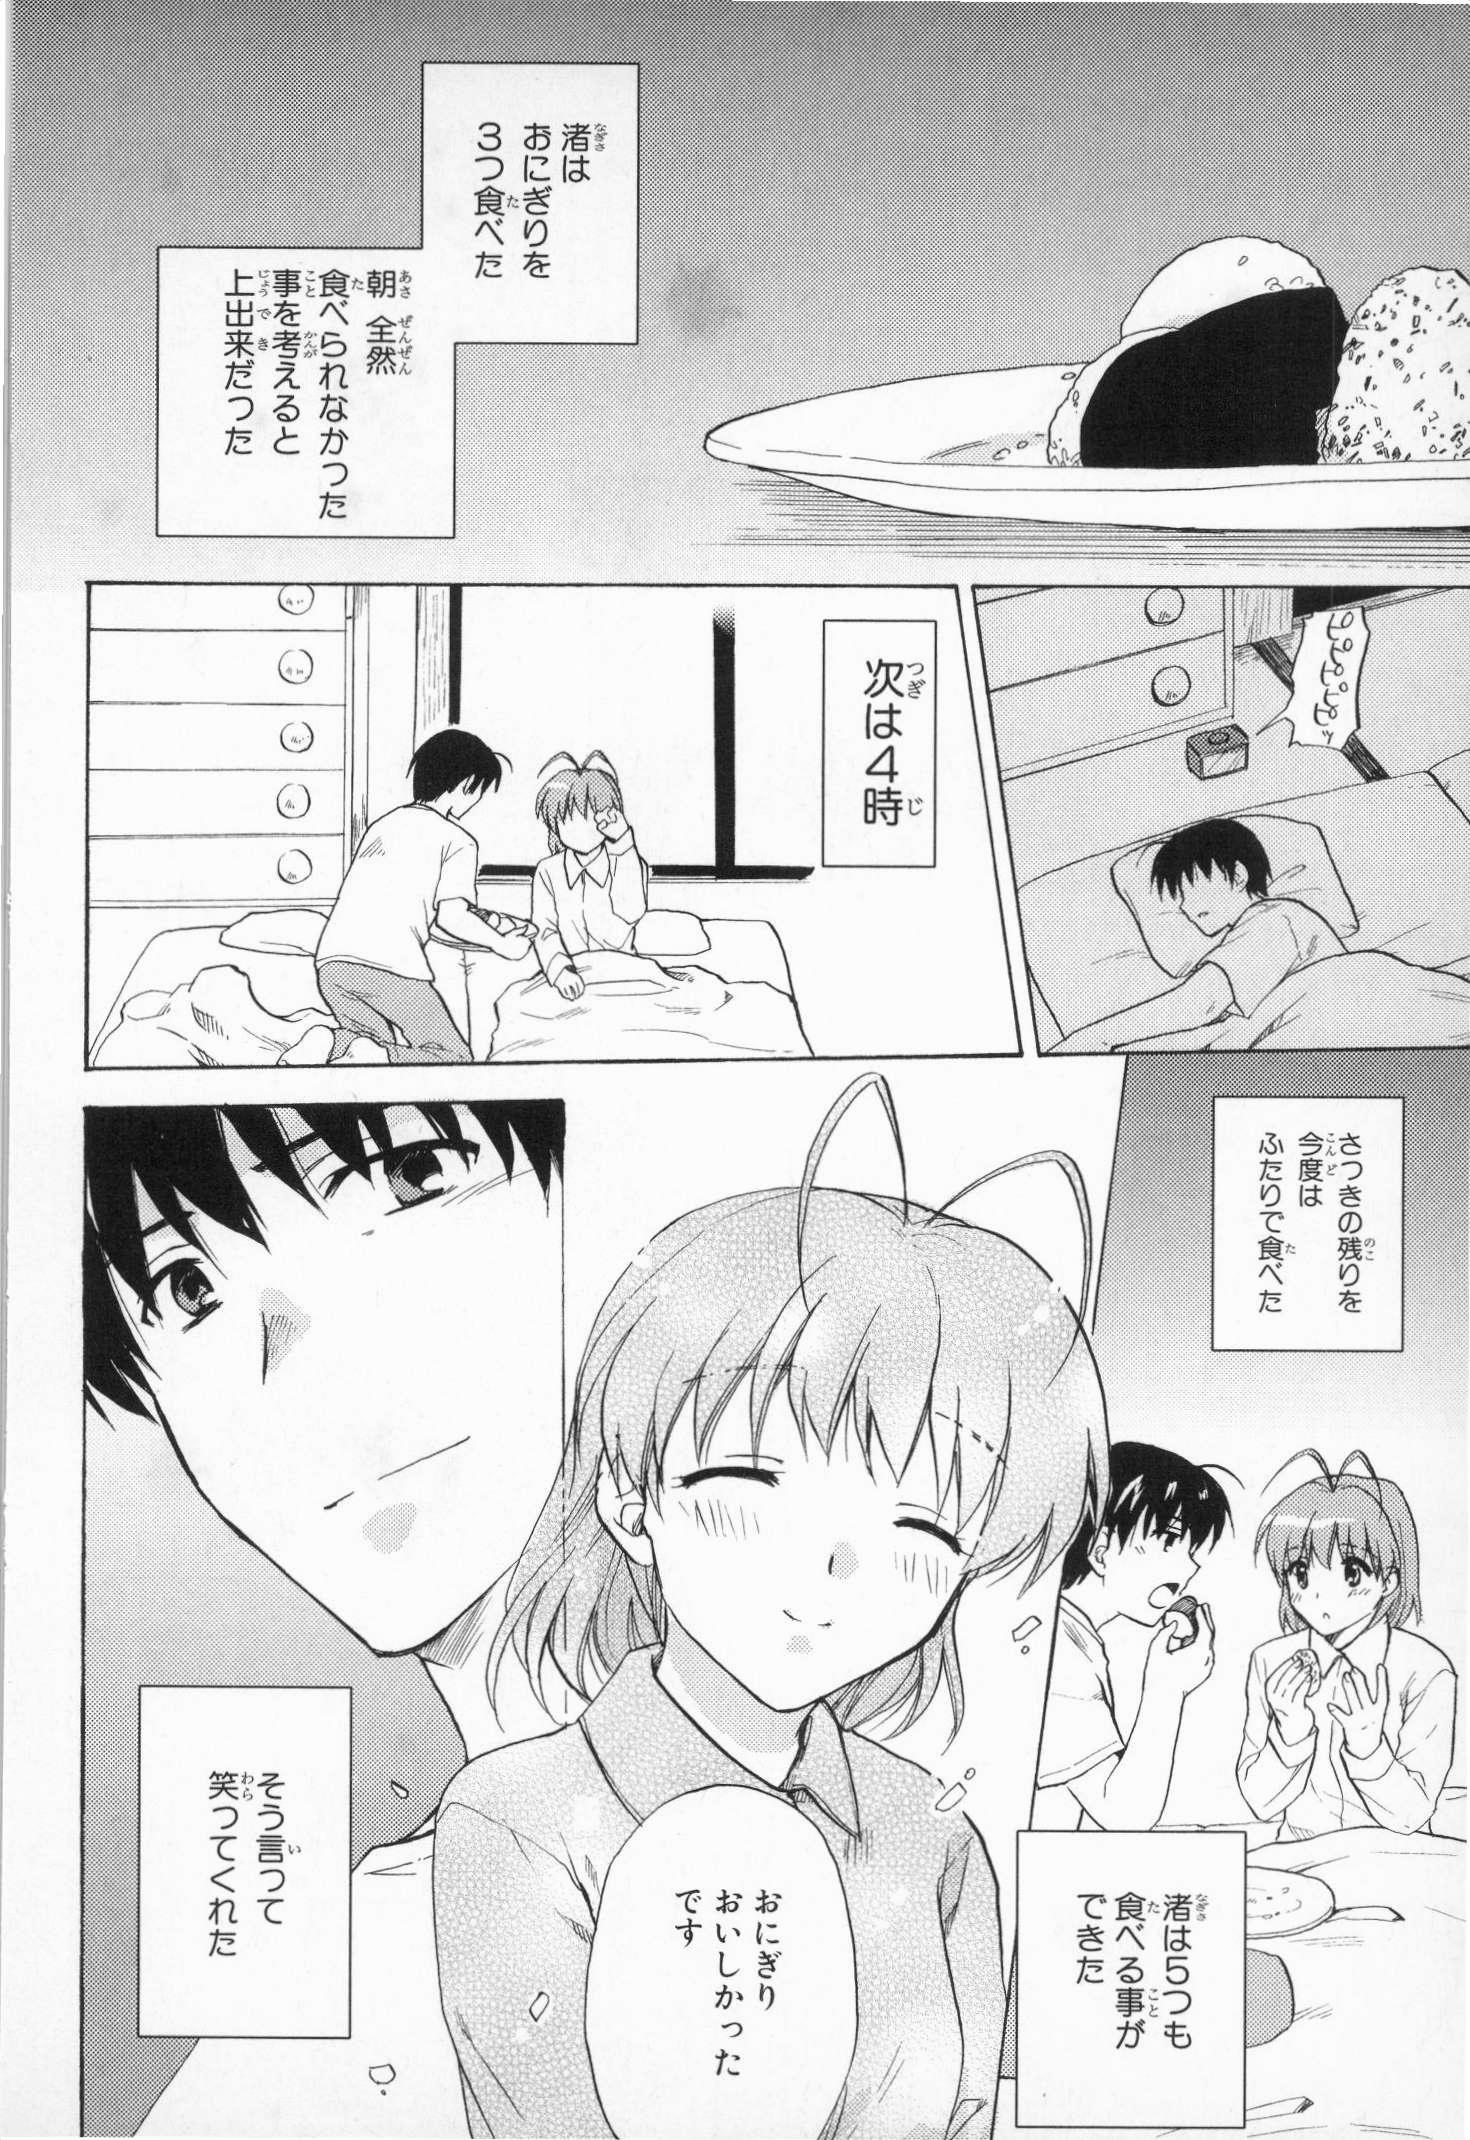 渚は
おにぎりを
3つ食べた
朝 全然
食べられなかった
事を考えると
上出来だった
ピピピピピッ
次は4時
さつきの残りを
今度は
ふたりで食べた
渚は5つも
食べる事が
できた
おにぎり
おいしかった
です
そう言って
笑ってくれた